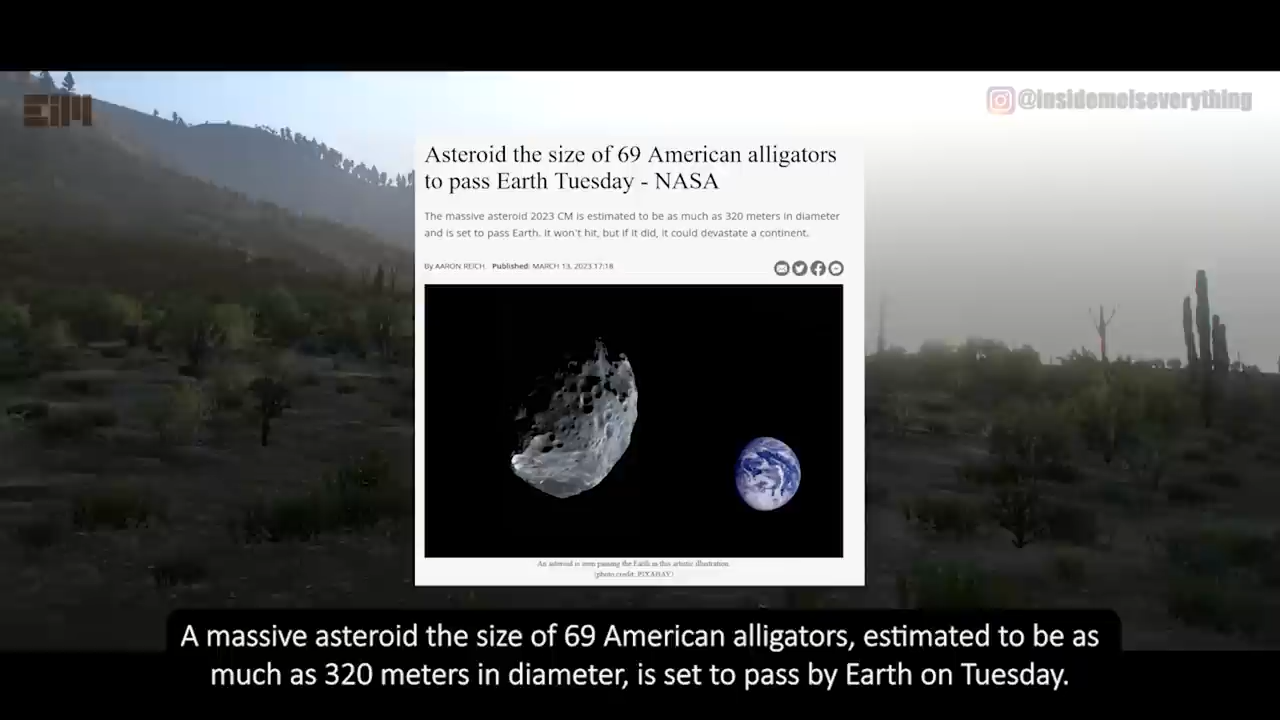 EiM
@insidemeiseverything
Asteroid the size of 69 American alligators
to pass Earth Tuesday - NASA
The massive asteroid 2023 CM is estimated to be as much as 320 meters in diameter
and is set to pass Earth. It won't hit, but if it did, it could devastate a continent.
By AARON REICH Published: MARCH 13, 2023 17:18
An asteroid is seen passing the Earth in this artistic illustration.
(photo credit: PIXABAY)
A massive asteroid the size of 69 American alligators, estimated to be as
much as 320 meters in diameter, is set to pass by Earth on Tuesday.